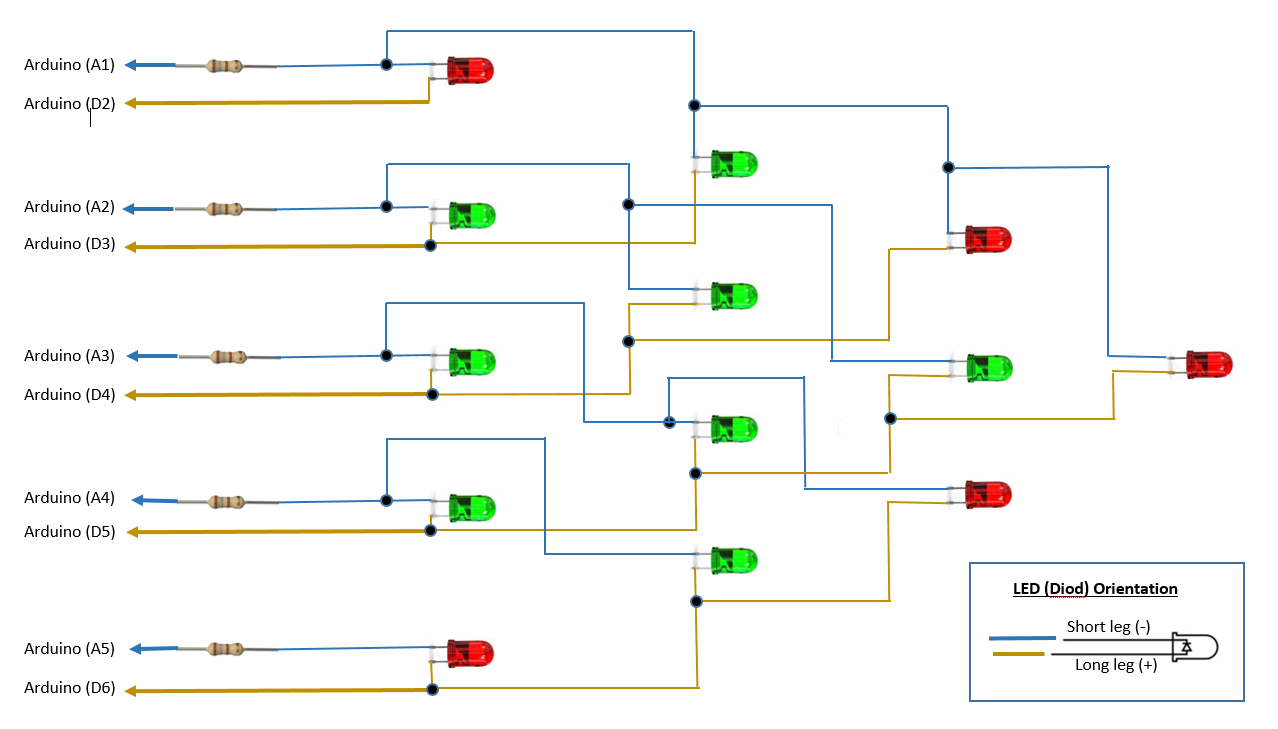 Arduino (A1)
Arduino (D2)
Arduino (A2)
Arduino (D3)
Arduino (A3)
Arduino (D4)
Arduino (A4)
Arduino (D5)
Arduino (A5)
Arduino (D6)
LED (Diod) Orientation
Short leg (-)
Long leg (+)